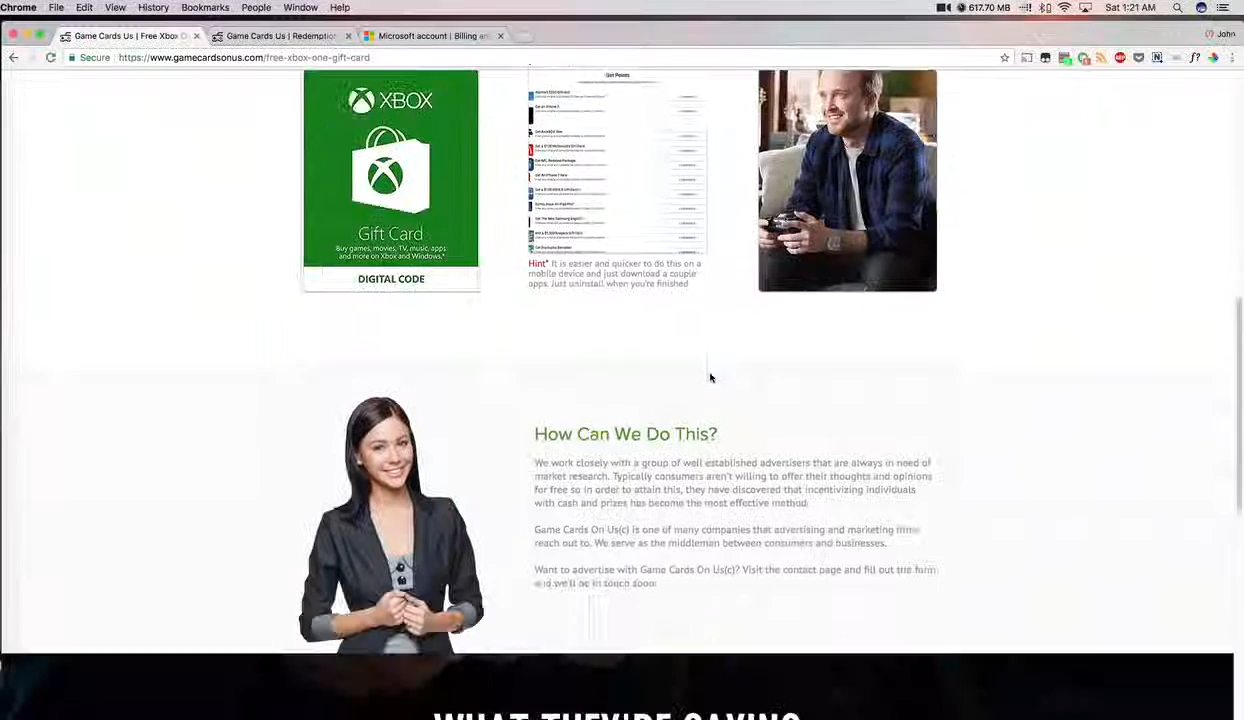 Chrome File Edit View History Bookmarks People Window Help 617.70 MB Sat 1:21 AM
Game Cards Us | Free Xbox O Game Cards Us | Redemption Microsoft account | Billing an John
Secure https://www.gamecardsonus.com/free-xbox-one-gift-card
XBOX
Gift Card
Buy games, movies, TV, music, apps
and more on Xbox and Windows.*
DIGITAL CODE
Get Points
Hint* It is easier and quicker to do this on a
mobile device and just download a couple
apps. Just uninstall when you're finished
How Can We Do This?
We work closely with a group of well established advertisers that are always in need of
market research. Typically consumers aren't willing to offer their thoughts and opinions
for free so in order to attain this, they have discovered that incentivizing individuals
with cash and prizes has become the most effective method.
Game Cards On Us(c) is one of many companies that advertising and marketing firms
reach out to. We serve as the middleman between consumers and businesses.
Want to advertise with Game Cards On Us(c)? Visit the contact page and fill out the form
and we'll be in touch soon!
WHAT THEY'RE SAYING